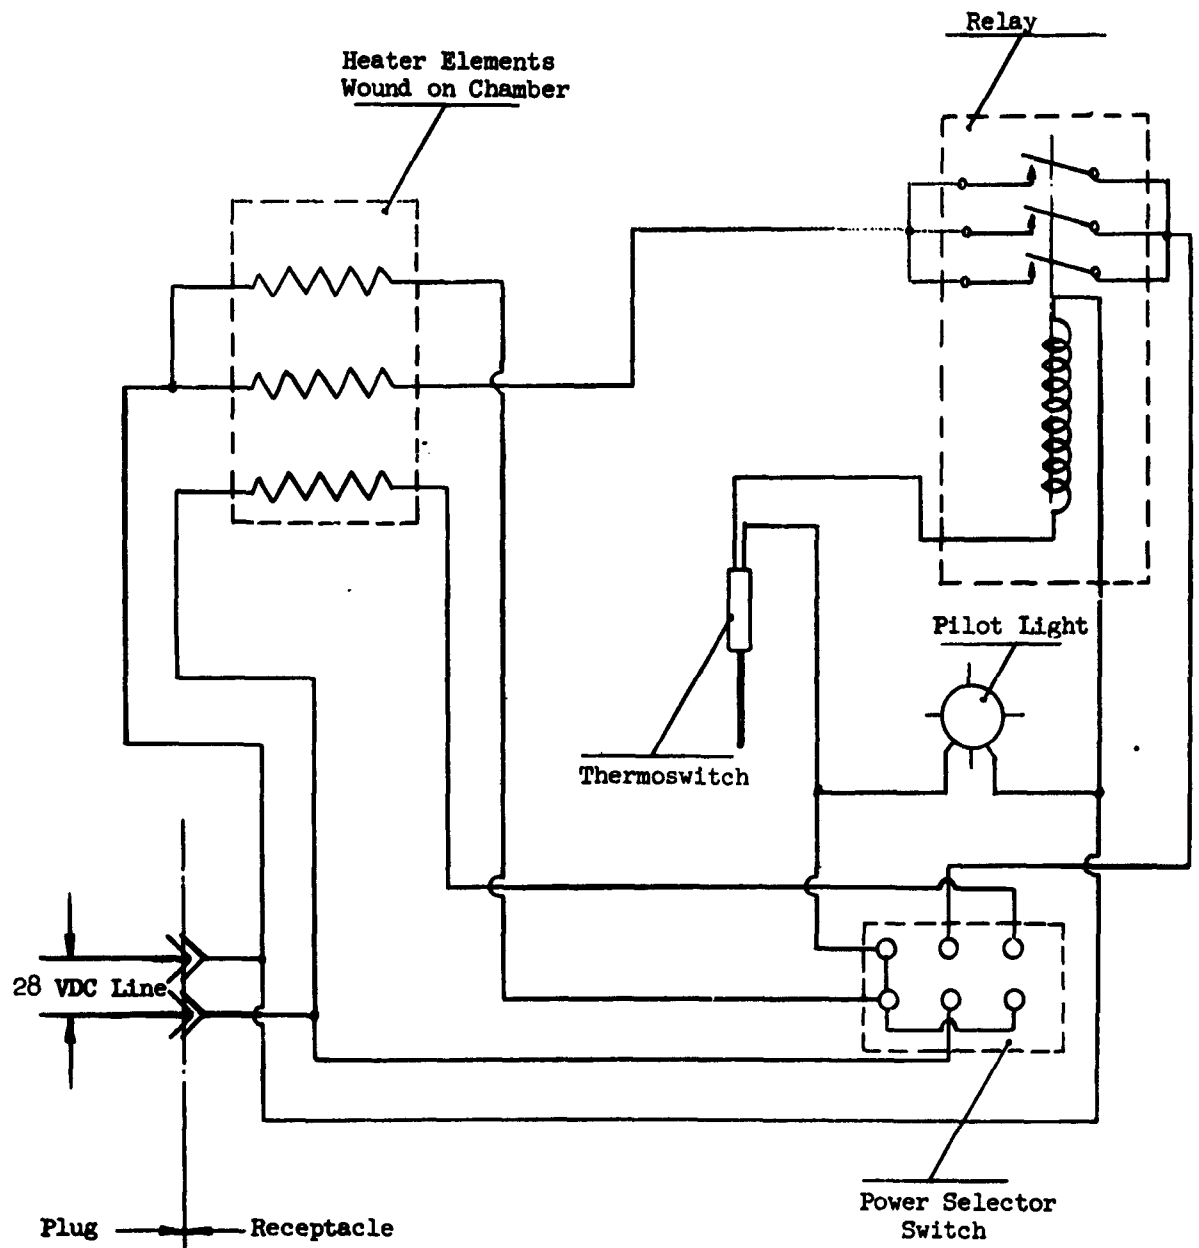 Relay
Heater Elements
Wound on Chamber
Pilot Light
Thermoswitch
28 VDC Line
Power Selector
Switch
Plug
Receptacle